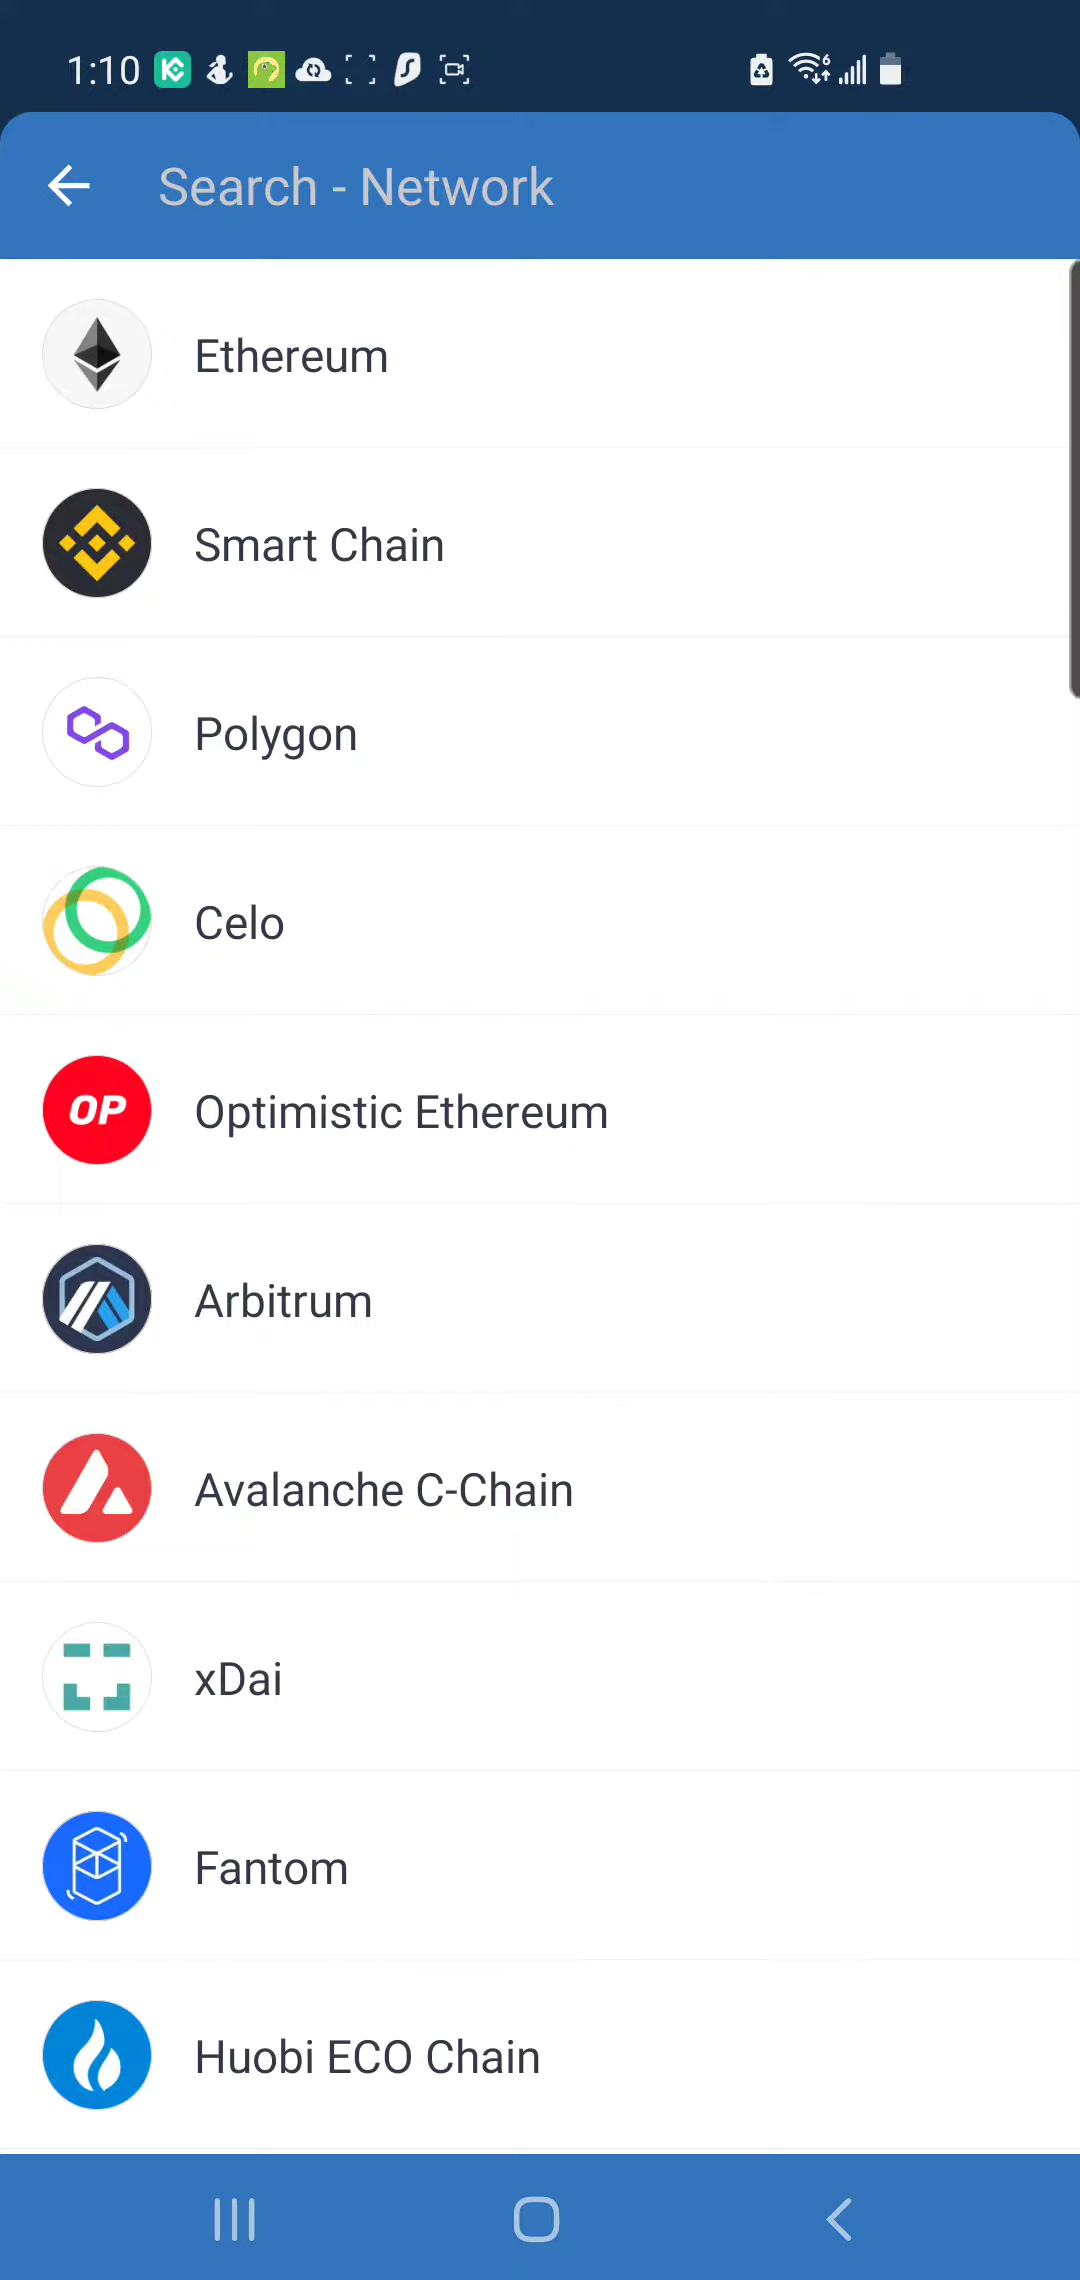 1:10
Search - Network
Ethereum
Smart Chain
Polygon
Celo
OP
Optimistic Ethereum
Arbitrum
Avalanche C-Chain
xDai
Fantom
Huobi ECO Chain